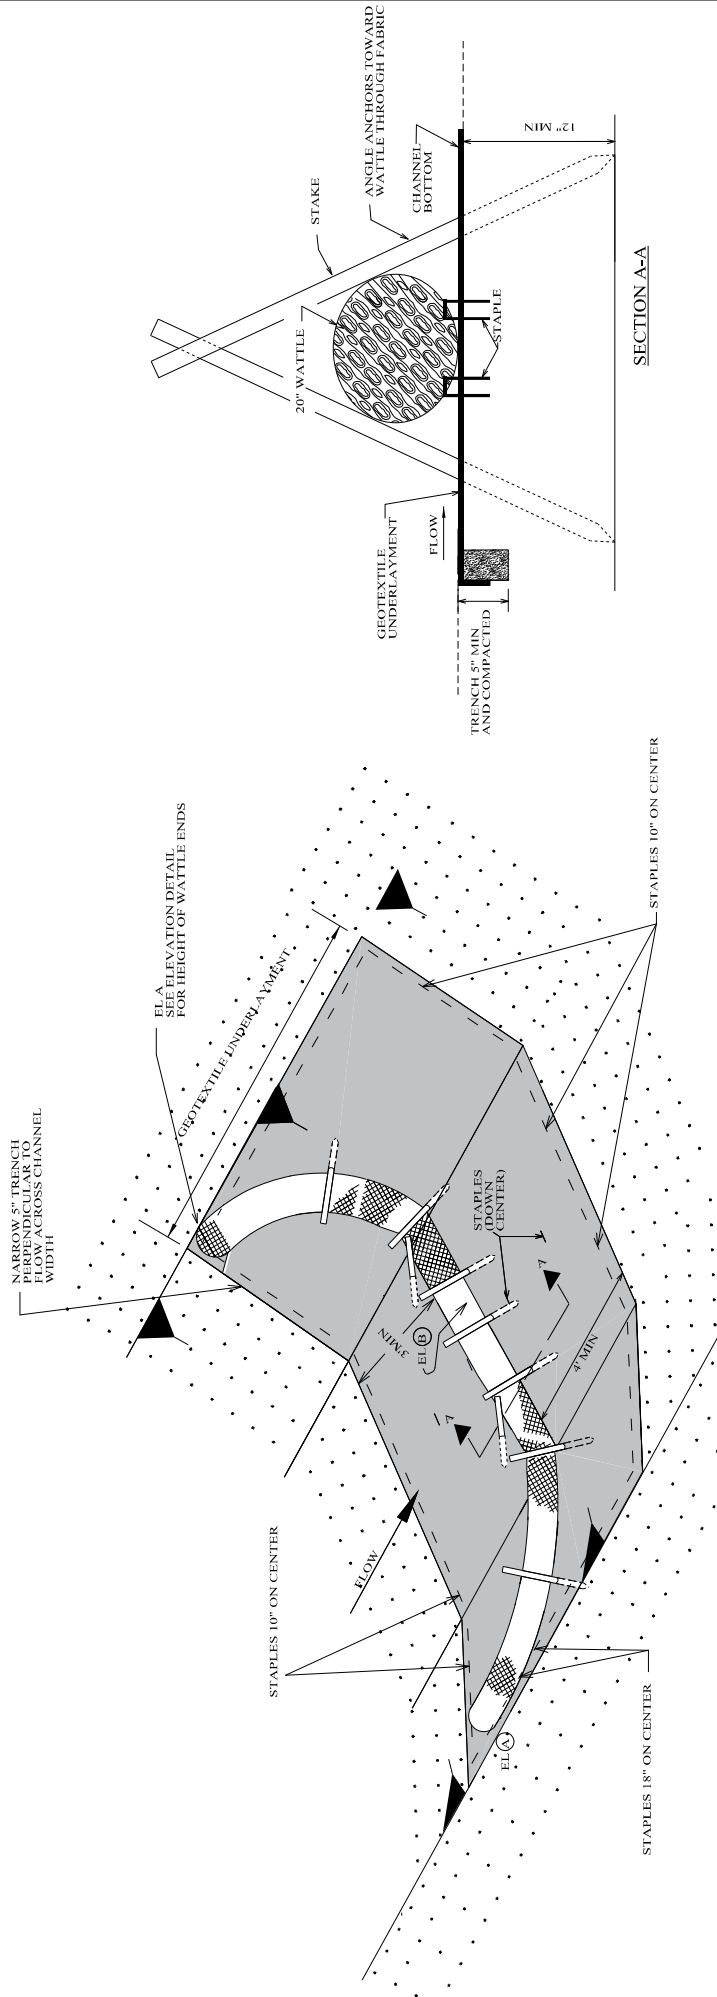 NARROW 5" TRENCH
PERPENDICULAR TO
FLOW ACROSS CHANNEL
WIDTH
EL A
SEE ELEVATION DETAIL
FOR HEIGHT OF WATTLE ENDS
GEOTEXTILE UNDERLAYMENT
STAPLES 10" ON CENTER
FLOW
3' MIN
EL B
A
STAPLES
(DOWN
CENTER)
A
4' MIN
EL A
STAPLES 18" ON CENTER
STAPLES 10" ON CENTER
STAKE
ANGLE ANCHORS TOWARD
WATTLE THROUGH FABRIC
20" WATTLE
GEOTEXTILE
UNDERLAYMENT
CHANNEL
BOTTOM
FLOW
STAPLE
12" MIN
TRENCH 5" MIN
AND COMPACTED
SECTION A-A